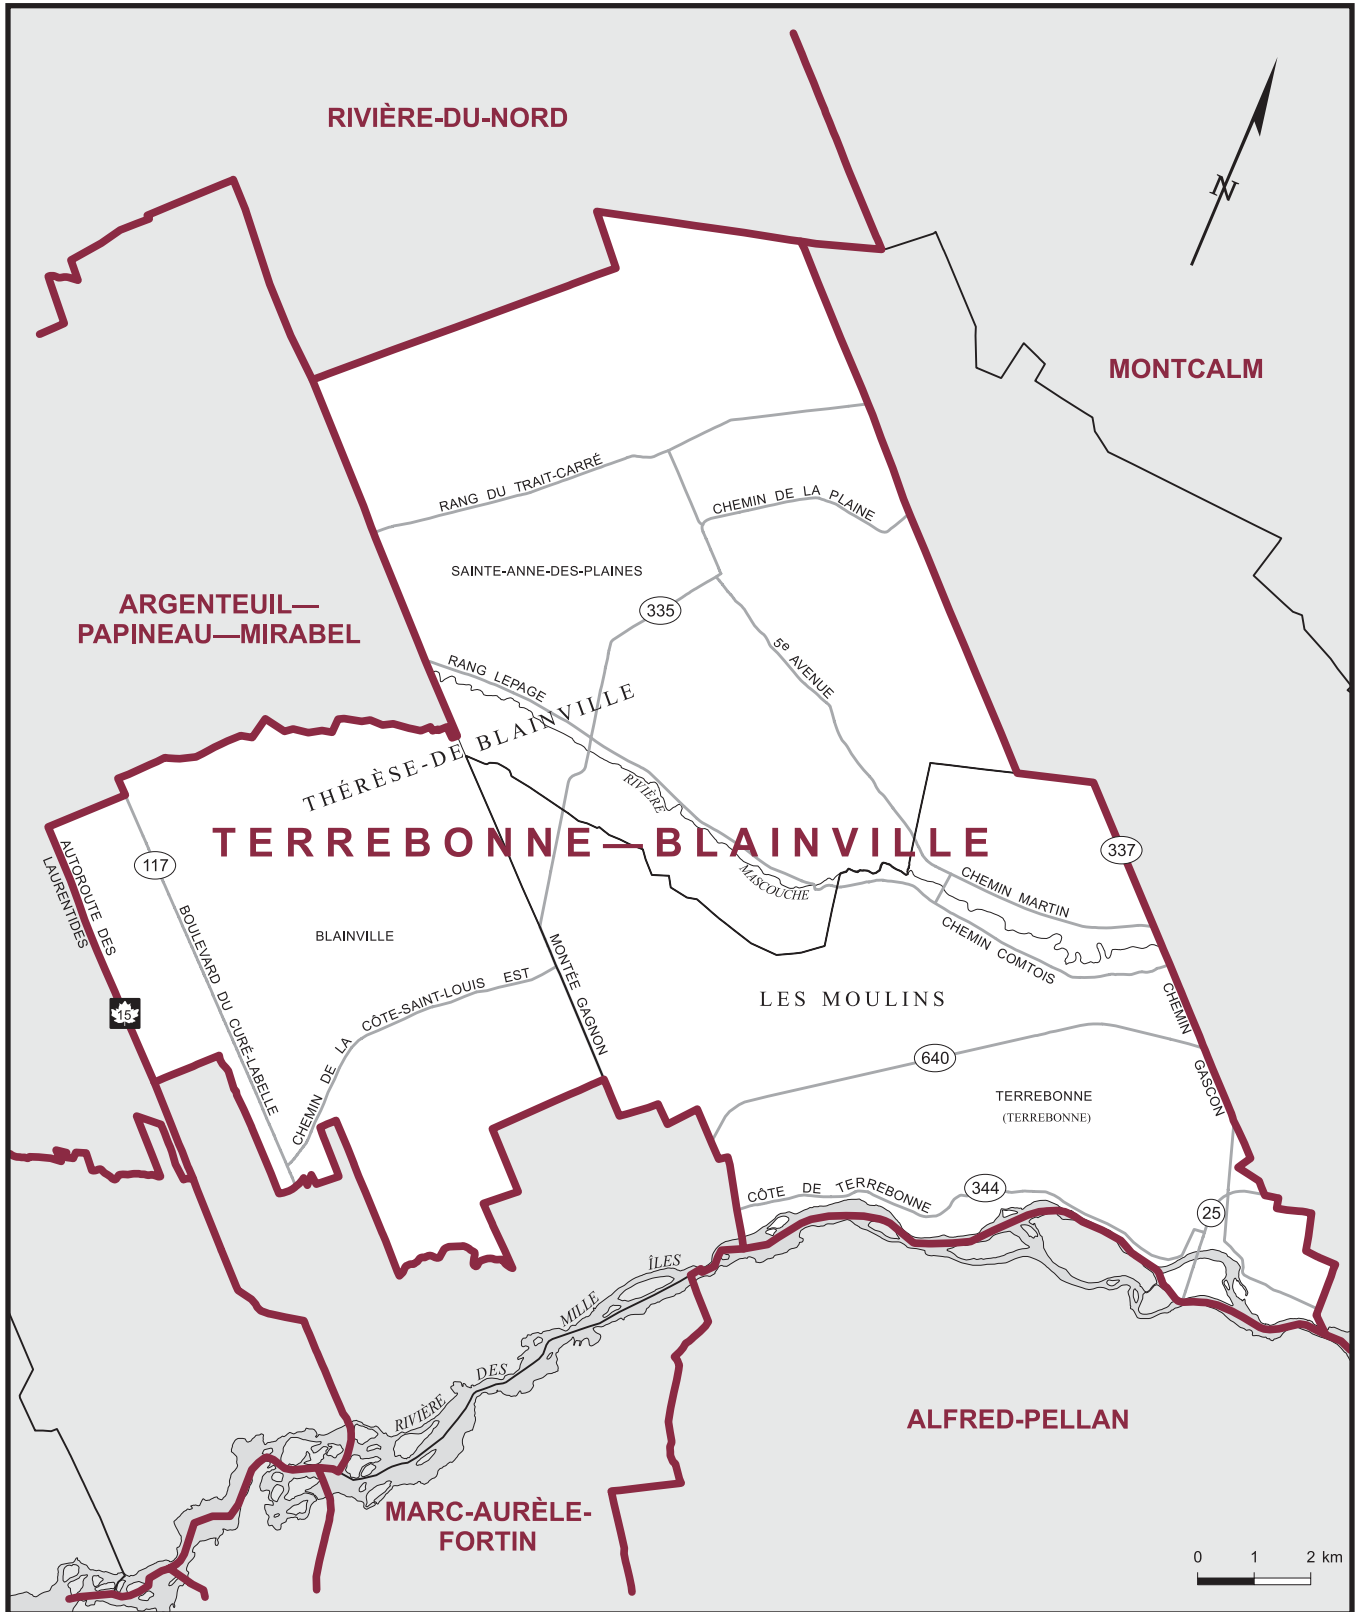 RIVIÈRE-DU-NORD
N
MONTCALM
RANG DU TRAIT-CARRÉ
CHEMIN DE LA PLAINE
SAINTE-ANNE-DES-PLAINES
335
ARGENTEUIL—
PAPINEAU—MIRABEL
5e AVENUE
RANG LEPAGE
THÉRÈSE-DE BLAINVILLE
RIVIÈRE
MASCOUCHE
TERREBONNE—BLAINVILLE
337
117
AUTOROUTE DES
LAURENTIDES
CHEMIN MARTIN
BOULEVARD DU CURÉ-LABELLE
BLAINVILLE
CHEMIN COMTOIS
MONTÉE GAGNON
CHEMIN DE LA CÔTE-SAINT-LOUIS EST
LES MOULINS
15
CHEMIN GASCON
640
TERREBONNE
(TERREBONNE)
CÔTE DE TERREBONNE
344
25
RIVIÈRE DES MILLE ÎLES
ALFRED-PELLAN
MARC-AURÈLE-
FORTIN
0 1 2 km